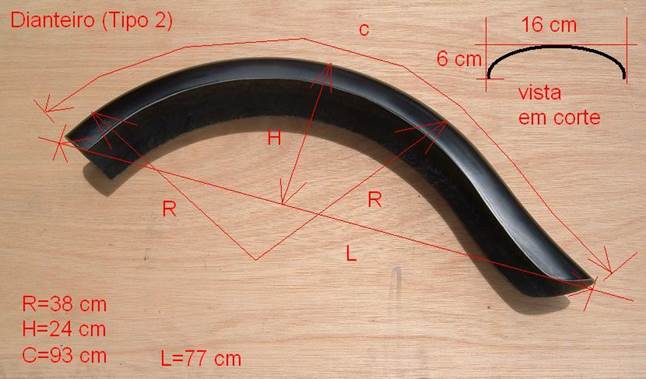 Dianteiro (Tipo 2)
c
16 cm
6 cm
vista
em corte
H
R
R
L
R=38 cm
H=24 cm
C=93 cm
L=77 cm